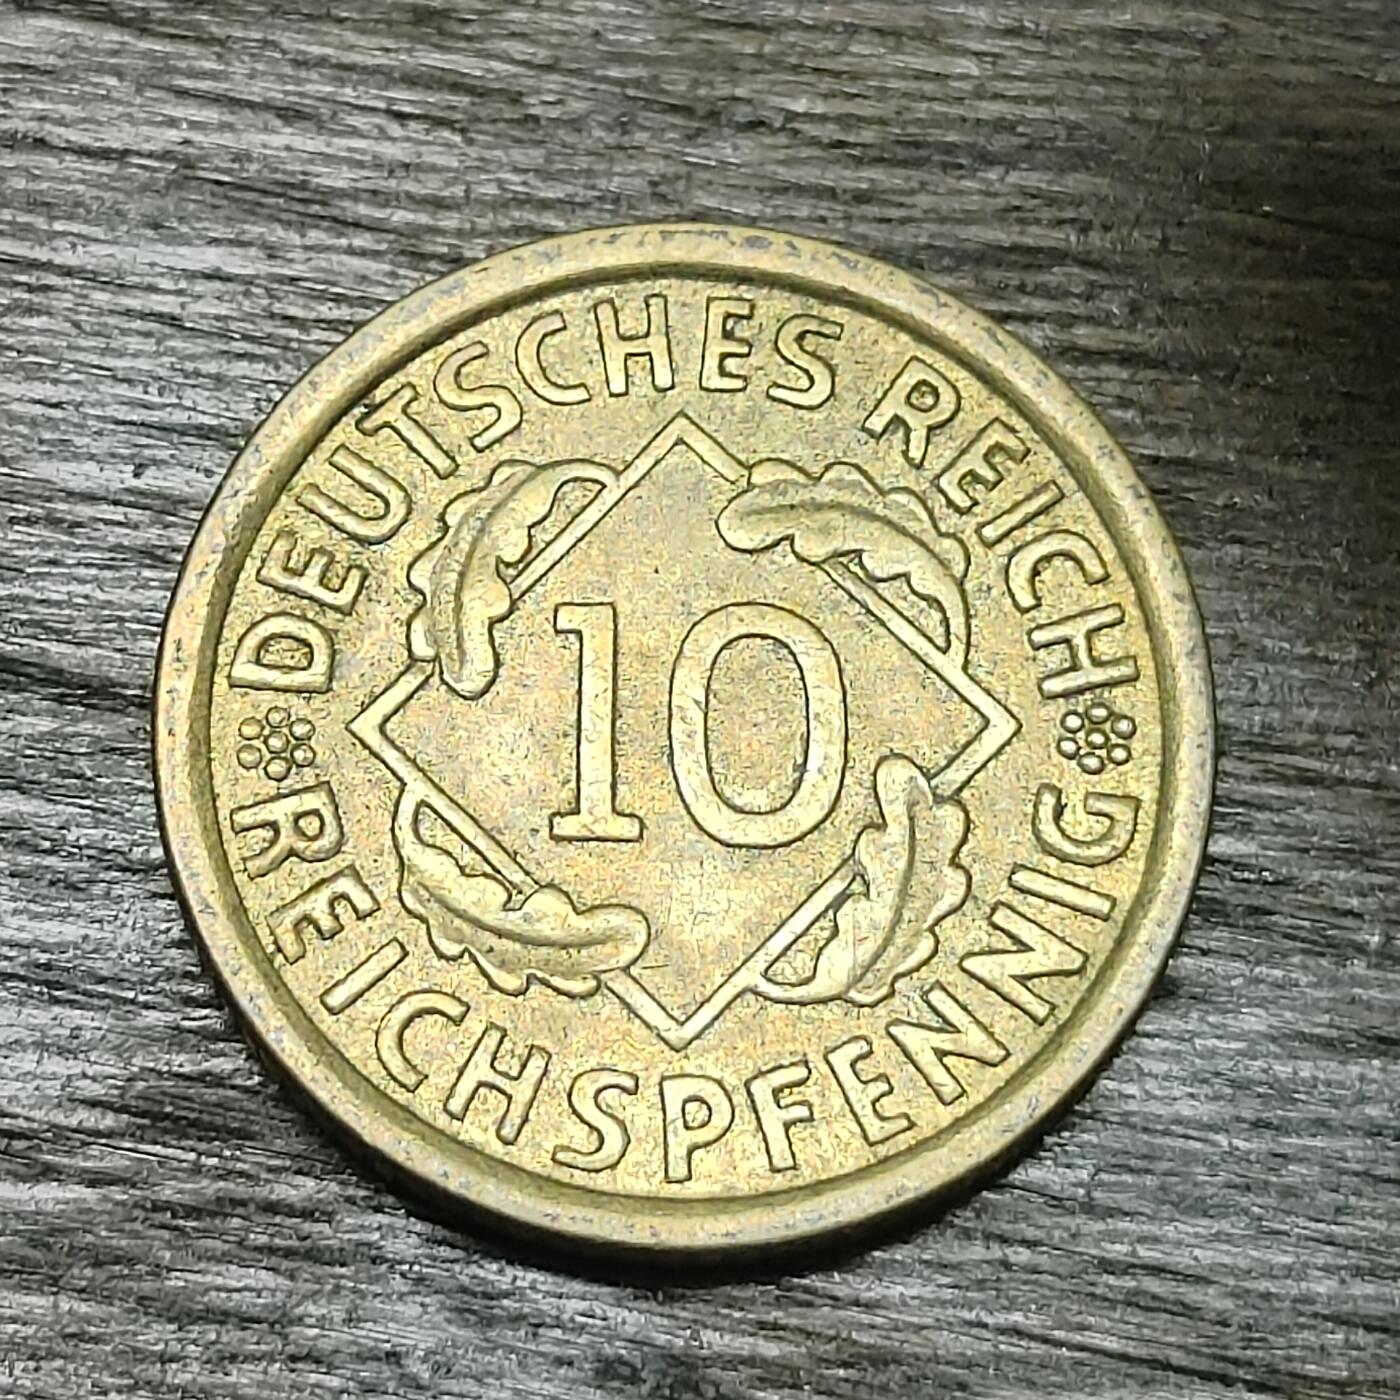 DEUTSCHES REICH
10
REICHSPFENNIG